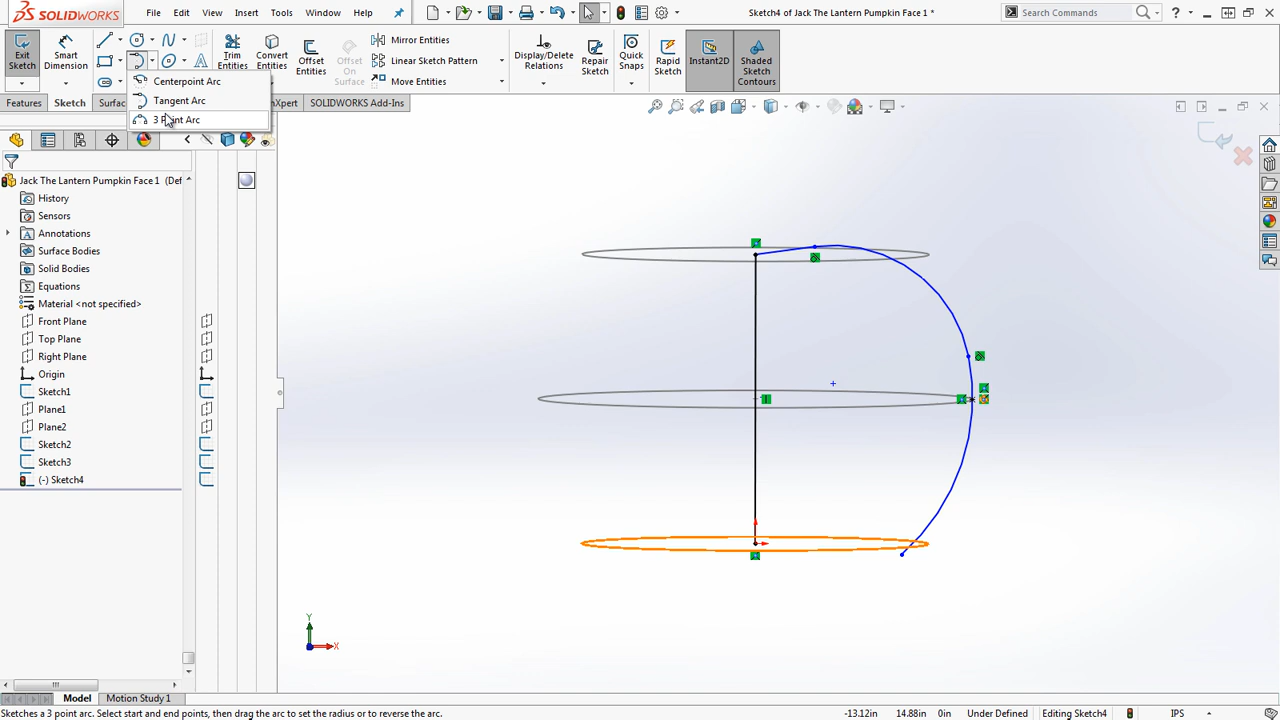 SOLIDWORKS
File Edit View Insert Tools Window Help
Sketch4 of Jack The Lantern Pumpkin Face 1 *
Search Commands
Exit Sketch
Smart Dimension
Trim Entities
Convert Entities
Offset Entities
Offset On Surface
Mirror Entities
Linear Sketch Pattern
Move Entities
Display/Delete Relations
Repair Sketch
Quick Snaps
Rapid Sketch
Instant2D
Shaded Sketch Contours
Centerpoint Arc
Tangent Arc
3 Point Arc
Features Sketch Surfac nXpert SOLIDWORKS Add-Ins
Jack The Lantern Pumpkin Face 1 (Def
History
Sensors
Annotations
Surface Bodies
Solid Bodies
Equations
Material <not specified>
Front Plane
Top Plane
Right Plane
Origin
Sketch1
Plane1
Plane2
Sketch2
Sketch3
(-) Sketch4
Y
X
Model Motion Study 1
Sketches a 3 point arc. Select start and end points, then drag the arc to set the radius or to reverse the arc.
-13.12in 14.88in 0in Under Defined Editing Sketch4 IPS